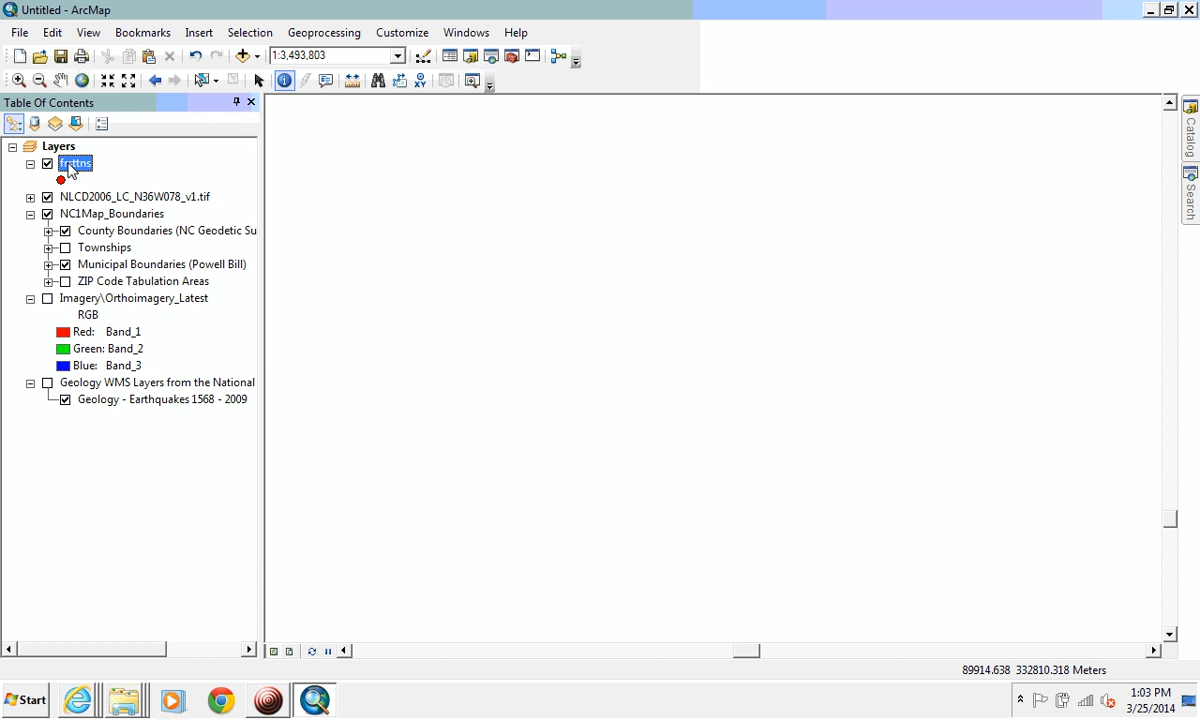 Untitled - ArcMap
File Edit View Bookmarks Insert Selection Geoprocessing Customize Windows Help
1:3,493,803
Table Of Contents
Layers
NLCD2006_LC_N36W078_v1.tif
NC1Map_Boundaries
County Boundaries (NC Geodetic Su
Townships
Municipal Boundaries (Powell Bill)
ZIP Code Tabulation Areas
Imagery\Orthoimagery_Latest
RGB
Red: Band_1
Green: Band_2
Blue: Band_3
Geology WMS Layers from the National
Geology - Earthquakes 1568 - 2009
Catalog
Search
89914.638 332810.318 Meters
Start
1:03 PM
3/25/2014